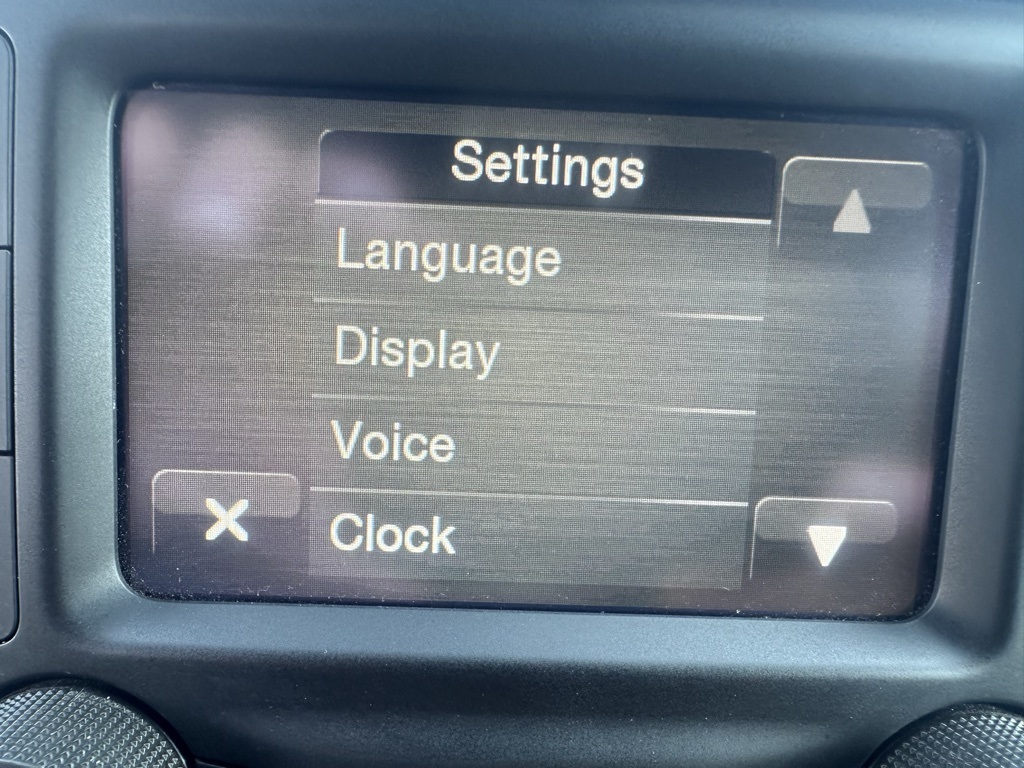 Settings
Language
Display
Voice
Clock